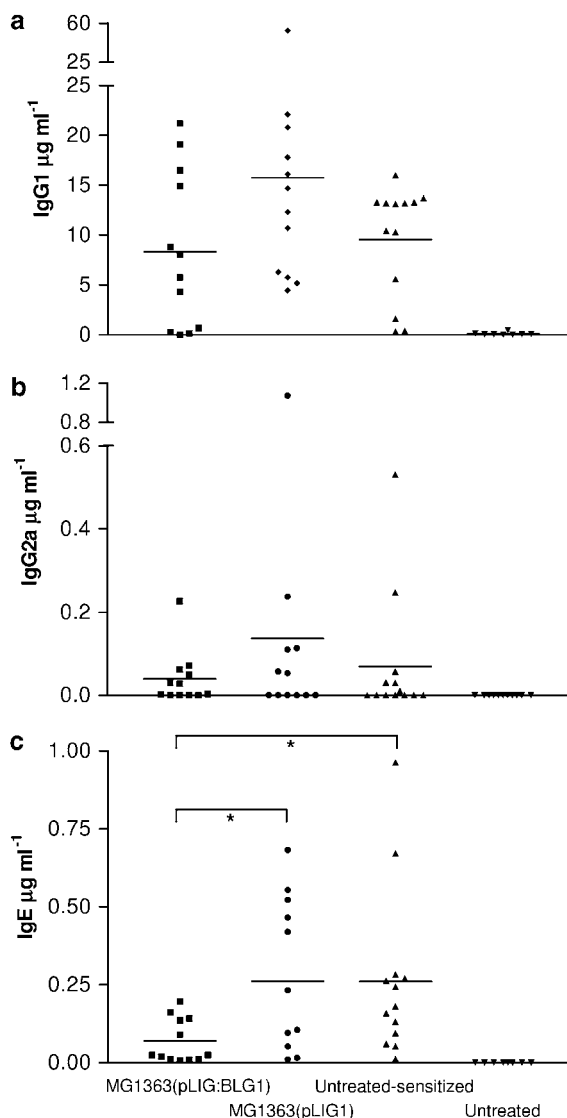 a
60
25
25
20
15
10
5
0
IgG1 µg ml⁻¹
b
1.2
0.8
0.6
0.4
0.2
0.0
IgG2a µg ml⁻¹
c
1.00
0.75
0.50
0.25
0.00
IgE µg ml⁻¹
*
*
MG1363(pLIG:BLG1) Untreated-sensitized
MG1363(pLIG1) Untreated